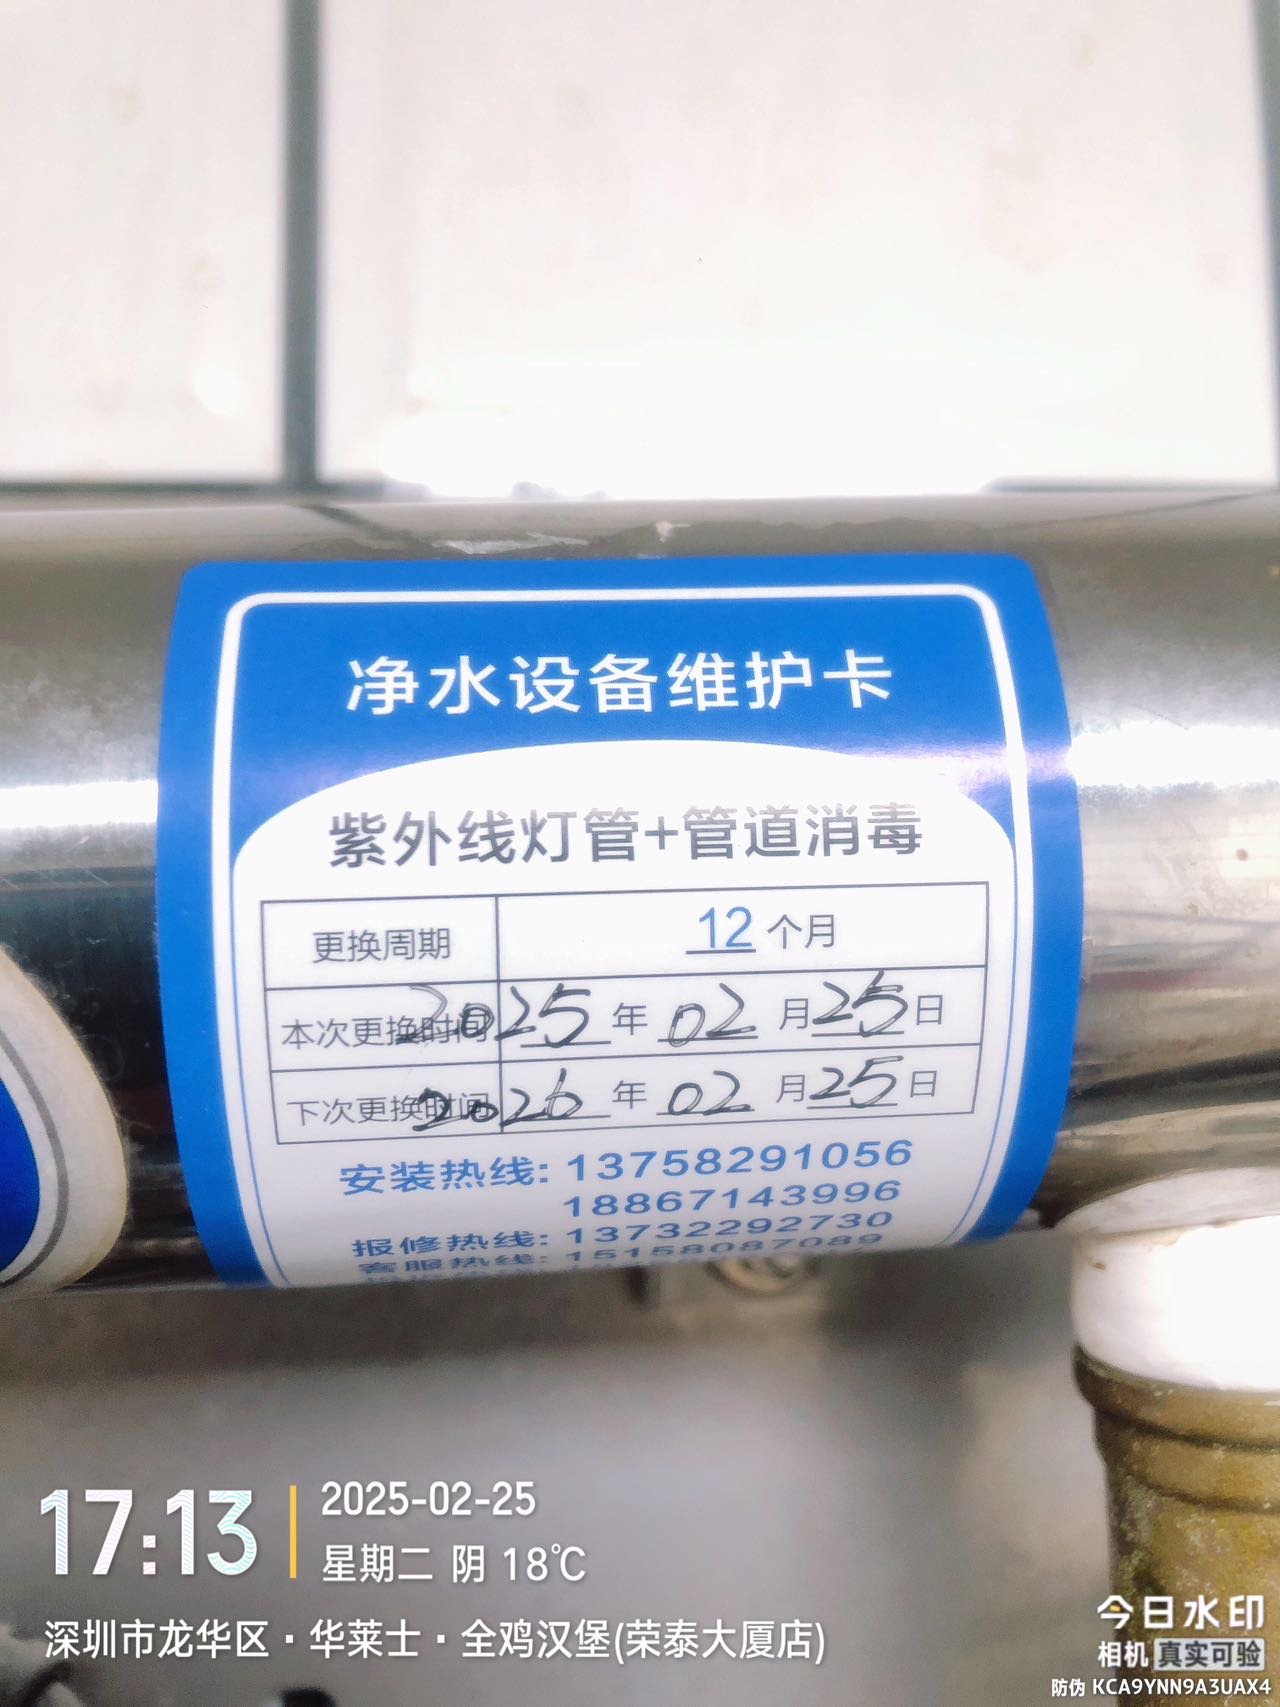 净水设备维护卡
紫外线灯管+管道消毒
更换周期 12 个月
本次更换时间 2025 年 02 月 25 日
下次更换时间 2026 年 02 月 25 日
安装热线: 13758291056
18867143996
报修热线: 13732292730
客服热线: 15158087089
17:13
2025-02-25
星期二 阴 18℃
深圳市龙华区·华莱士·全鸡汉堡(荣泰大厦店)
今日水印
相机 真实可验
防伪 KCA9YNN9A3UAX4